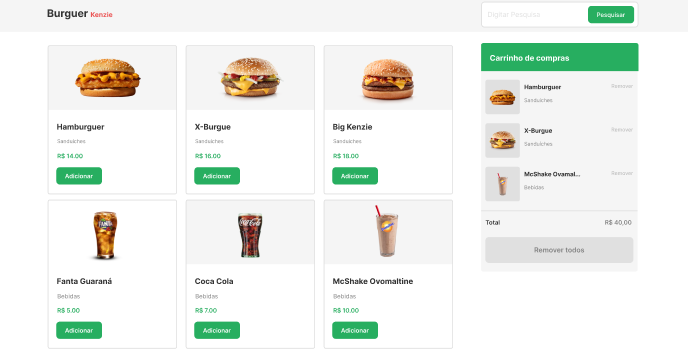 Burguer Kenzie
Digitar Pesquisa
Pesquisar
Hamburguer
Sanduíches
R$ 14.00
Adicionar
X-Burgue
Sanduíches
R$ 16.00
Adicionar
Big Kenzie
Sanduíches
R$ 18.00
Adicionar
Fanta Guaraná
Bebidas
R$ 5.00
Adicionar
Coca Cola
Bebidas
R$ 7.00
Adicionar
McShake Ovomaltine
Bebidas
R$ 10.00
Adicionar
Carrinho de compras
Hamburguer
Remover
Sanduíches
X-Burgue
Remover
Sanduíches
McShake Ovamal...
Remover
Bebidas
Total R$ 40,00
Remover todos